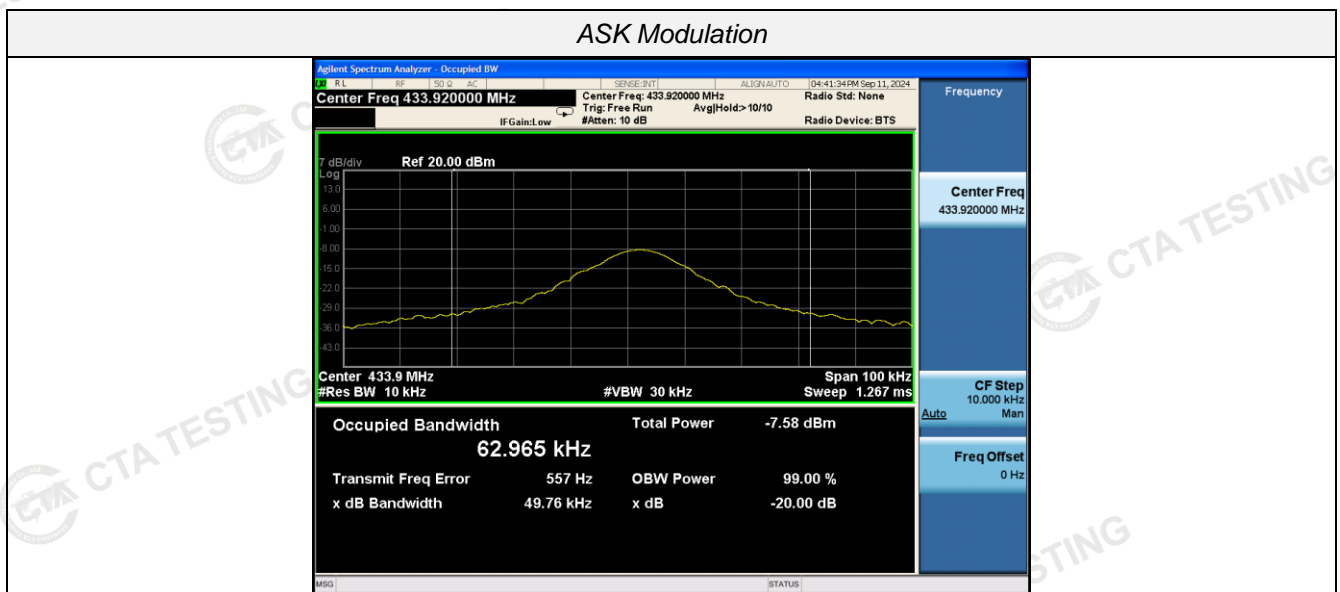 ASK Modulation
Agilent Spectrum Analyzer - Occupied BW
RL RF 50 Ω AC SENSE:INT ALIGN AUTO 04:41:34 PM Sep 11, 2024
Center Freq 433.920000 MHz
Center Freq: 433.920000 MHz Radio Std: None
Trig: Free Run Avg|Hold:> 10/10
IFGain:Low #Atten: 10 dB Radio Device: BTS
7 dB/div Ref 20.00 dBm
Log
13.0
6.00
-1.00
-8.00
-15.0
-22.0
-29.0
-36.0
-43.0
Center 433.9 MHz Span 100 kHz
#Res BW 10 kHz #VBW 30 kHz Sweep 1.267 ms
Occupied Bandwidth Total Power -7.58 dBm
62.965 kHz
Transmit Freq Error 557 Hz OBW Power 99.00 %
x dB Bandwidth 49.76 kHz x dB -20.00 dB
MSG STATUS
Frequency
Center Freq
433.920000 MHz
CF Step
10.000 kHz
Auto Man
Freq Offset
0 Hz
CTA TESTING
CTA TESTING
STING
CTA